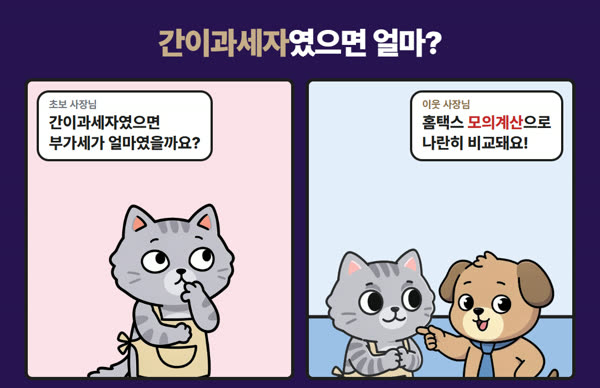 간이과세자였으면 얼마?
초보 사장님
간이과세자였으면
부가세가 얼마였을까요?
이웃 사장님
홈택스 모의계산으로
나란히 비교돼요!